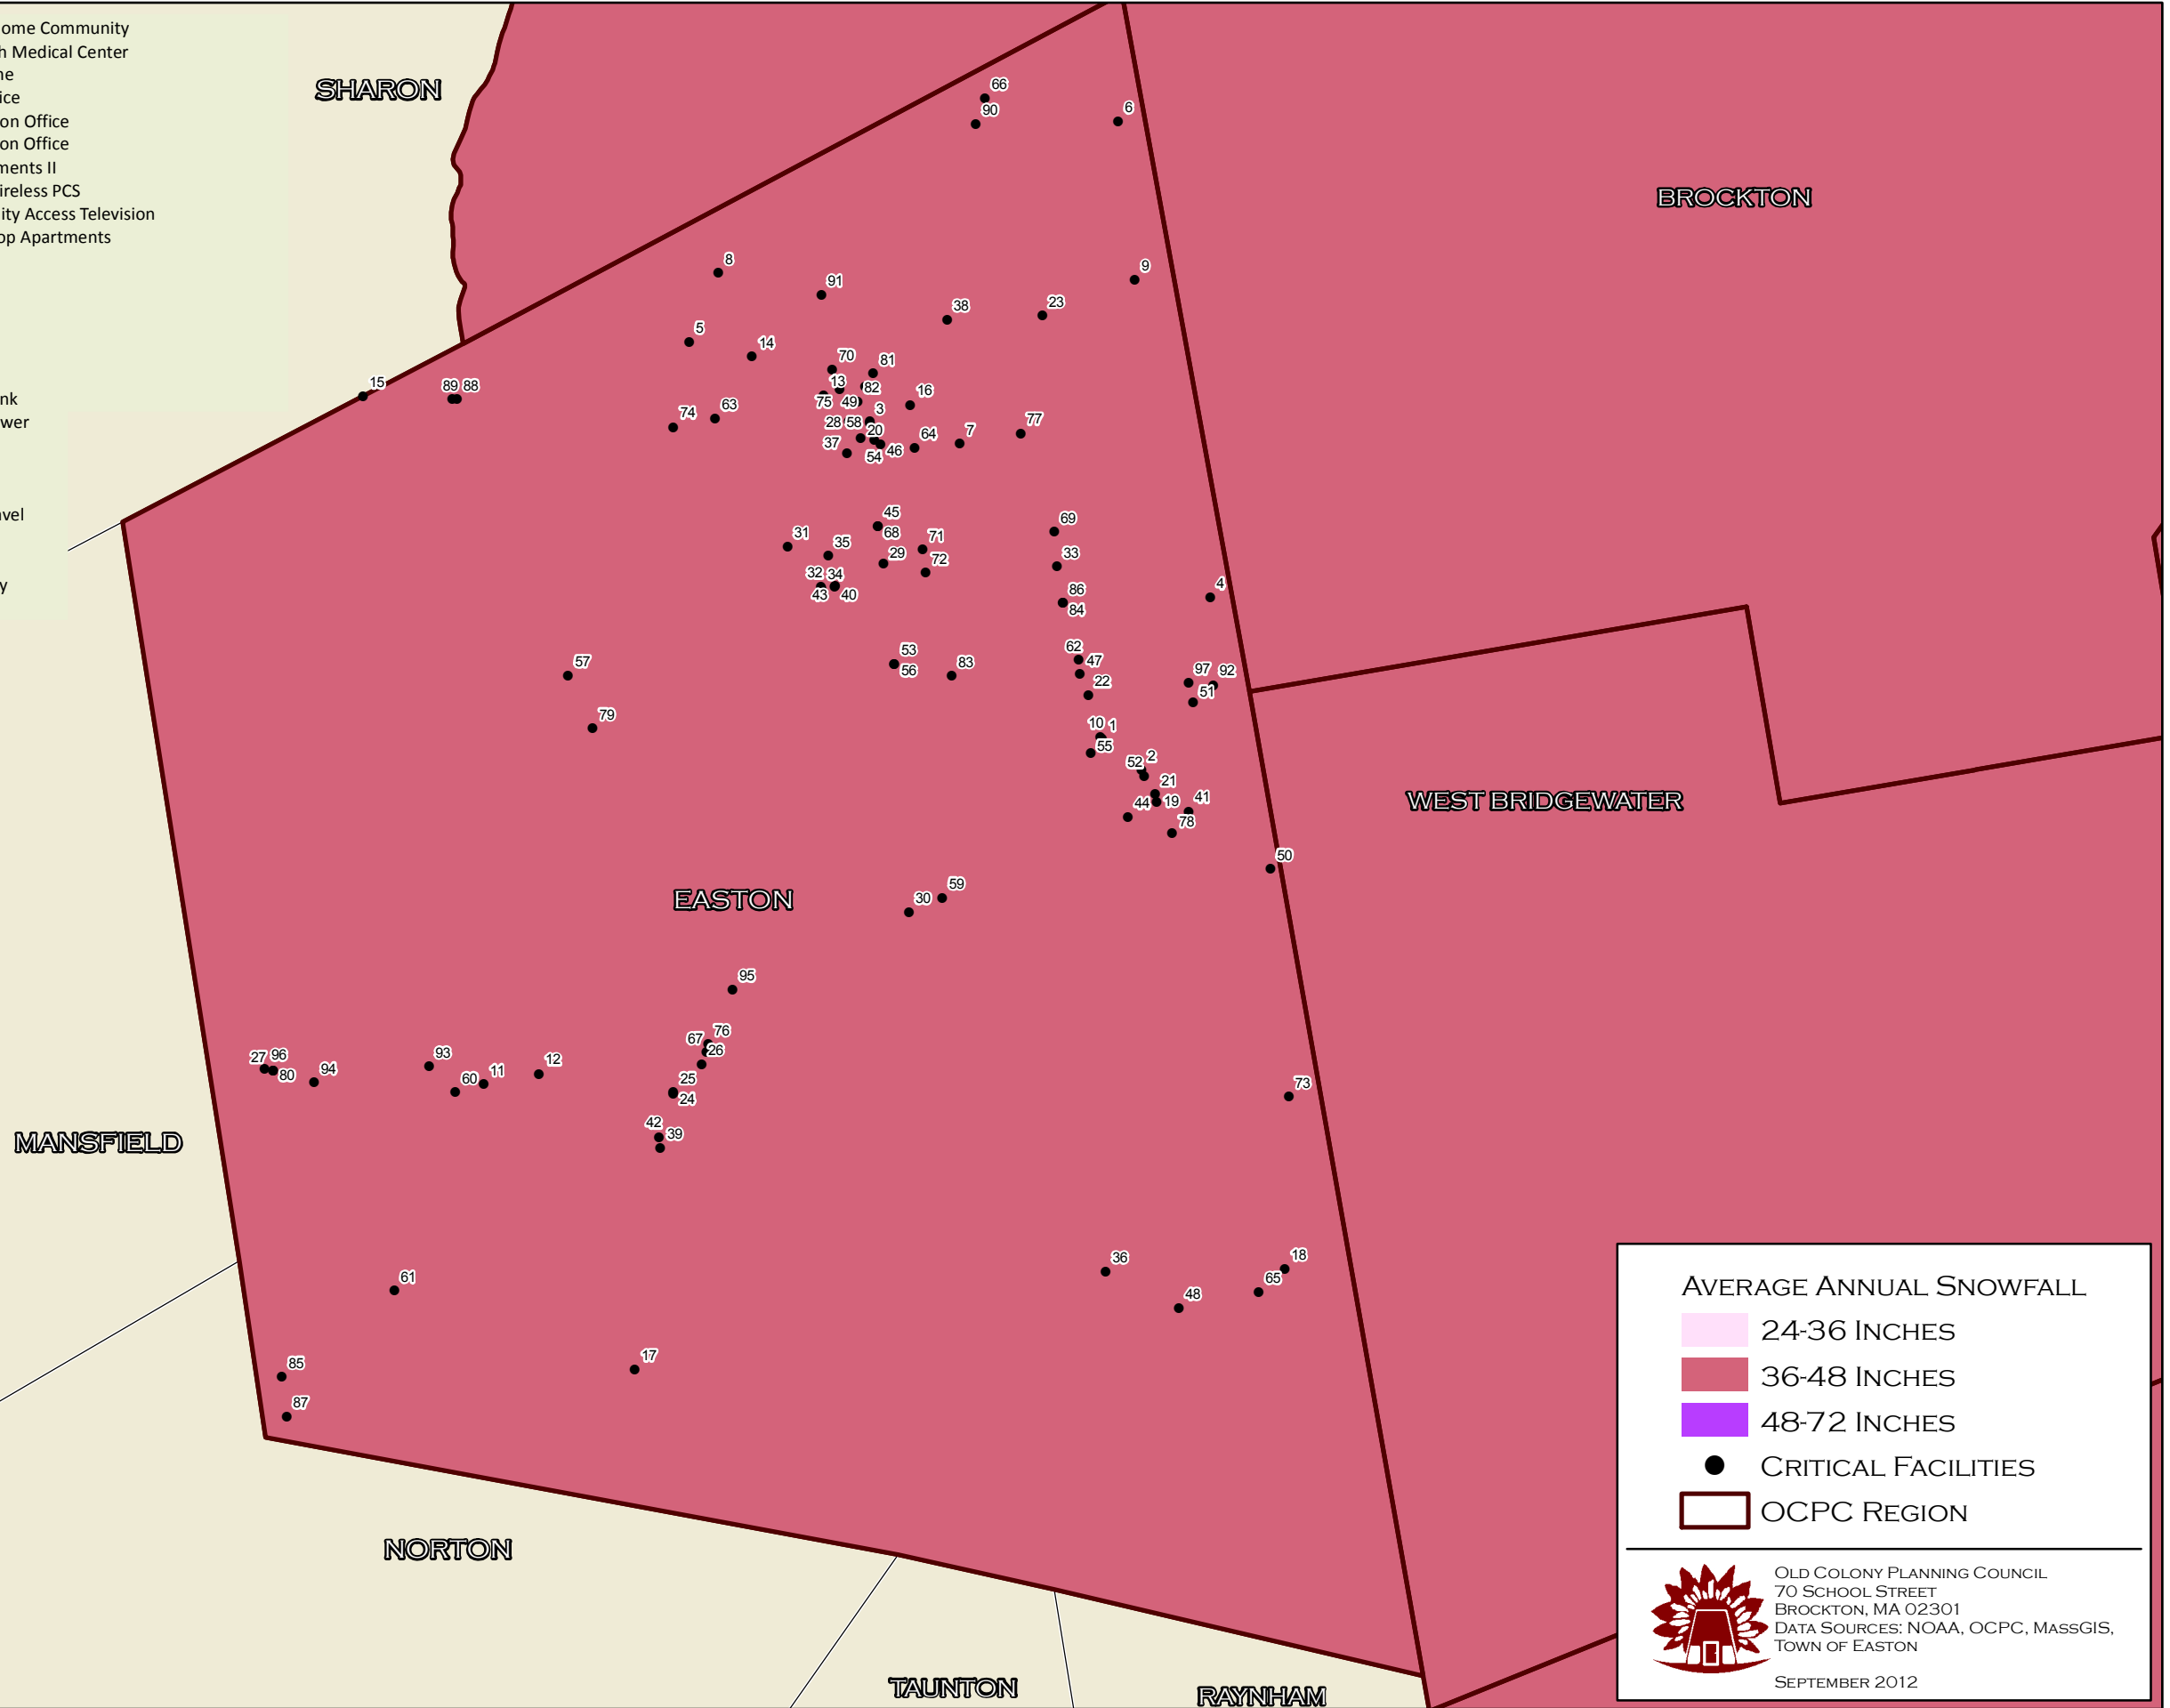 ome Community
h Medical Center
ne
ice
on Office
on Office
ments II
ireless PCS
ity Access Television
op Apartments
nk
wer
avel
y
SHARON
BROCKTON
66
90
6
8
91
9
38
23
5
14
70
81
15
89 88
13
82
16
75
49
3
74
63
28 58
20
64
7
77
37
54
46
45
68
69
31
35
71
29
72
33
32 34
43 40
86
84
4
53
56
83
62
47
22
97
92
51
57
79
10 1
55
52
2
21
44
19
41
78
WEST BRIDGEWATER
50
EASTON
59
30
95
67
76
26
27 96
80
94
93
60
11
12
25
24
42
39
73
MANSFIELD
61
36
18
65
48
85
87
17
NORTON
TAUNTON
RAYNHAM
AVERAGE ANNUAL SNOWFALL
24-36 INCHES
36-48 INCHES
48-72 INCHES
CRITICAL FACILITIES
OCPC REGION
OLD COLONY PLANNING COUNCIL
70 SCHOOL STREET
BROCKTON, MA 02301
DATA SOURCES: NOAA, OCPC, MASSGIS,
TOWN OF EASTON
SEPTEMBER 2012